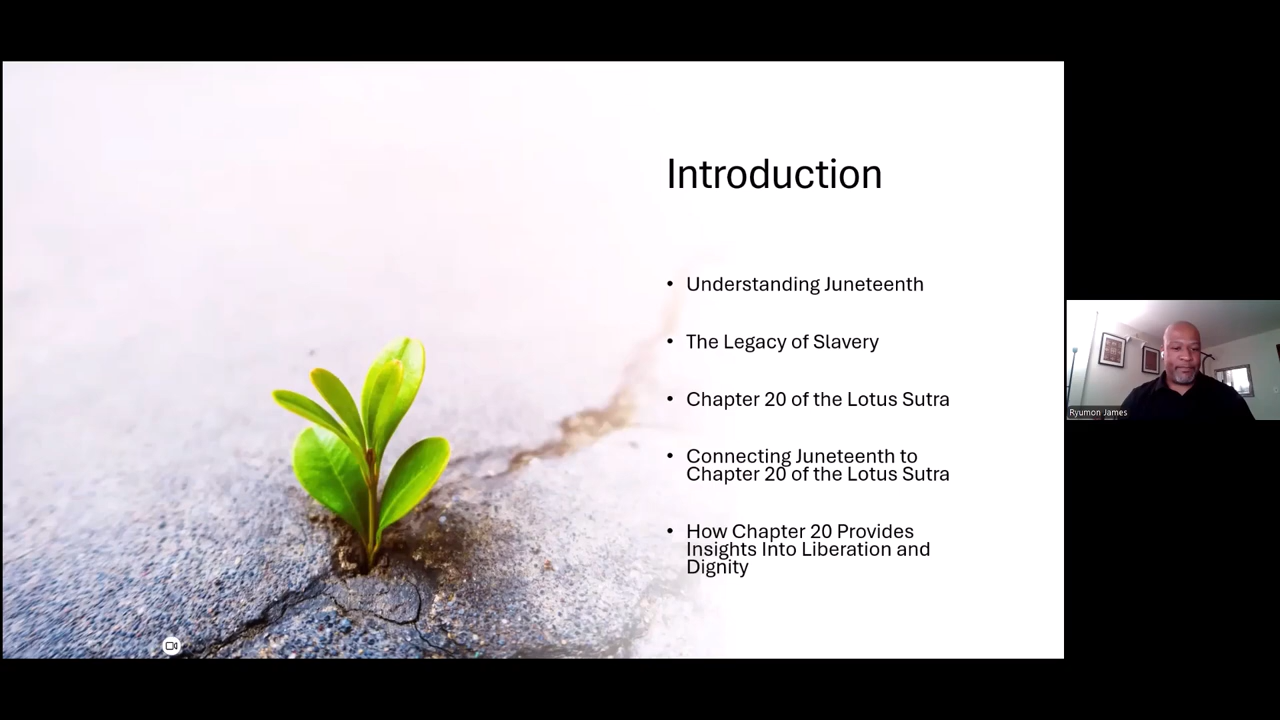 Introduction
• Understanding Juneteenth
• The Legacy of Slavery
• Chapter 20 of the Lotus Sutra
• Connecting Juneteenth to
Chapter 20 of the Lotus Sutra
• How Chapter 20 Provides
Insights Into Liberation and
Dignity
Ryumon James